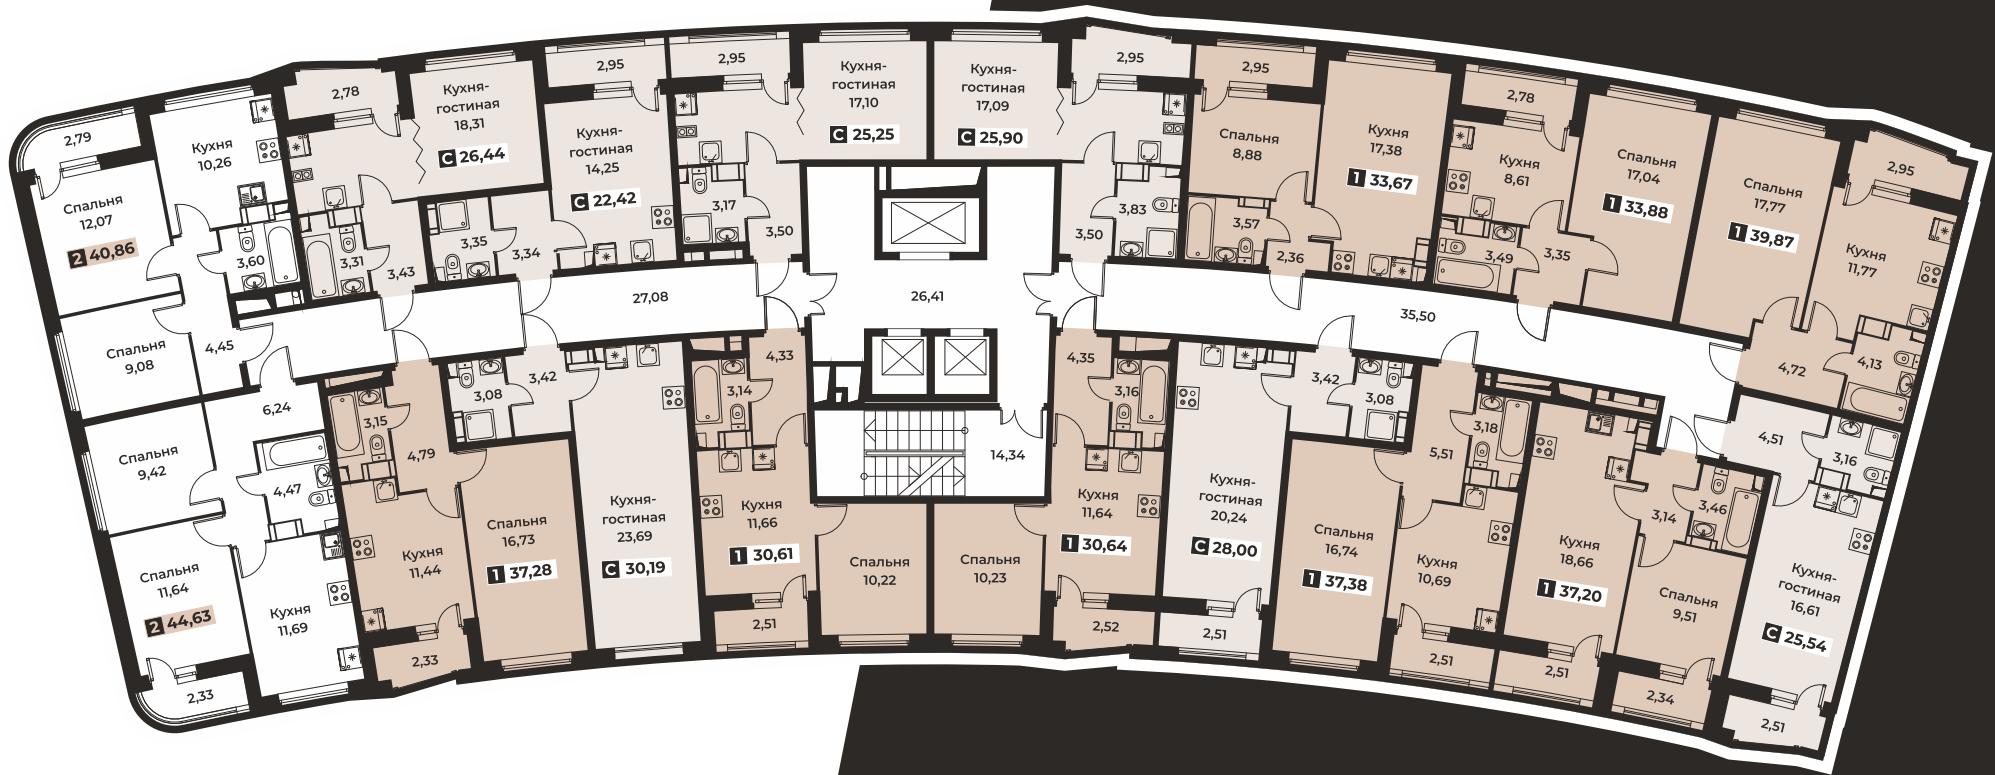 2,79
Кухня
10,26
Спальня
12,07
2 40,86
3,60
Спальня
9,08
4,45
2,78
Кухня-
гостиная
18,31
С 26,44
3,31
3,43
2,95
Кухня-
гостиная
14,25
С 22,42
3,35
3,34
2,95
Кухня-
гостиная
17,10
С 25,25
3,17
3,50
27,08
26,41
Кухня-
гостиная
17,09
С 25,90
2,95
3,83
3,50
2,95
Спальня
8,88
Кухня
17,38
1 33,67
3,57
2,36
2,78
Кухня
8,61
Спальня
17,04
1 33,88
3,49
3,35
Спальня
17,77
1 39,87
2,95
Кухня
11,77
4,13
4,72
35,50
6,24
Спальня
9,42
4,47
Спальня
11,64
2 44,63
Кухня
11,69
2,33
3,15
4,79
Кухня
11,44
Спальня
16,73
1 37,28
2,33
3,08
3,42
Кухня-
гостиная
23,69
С 30,19
4,33
3,14
Кухня
11,66
1 30,61
Спальня
10,22
2,51
14,34
4,35
3,16
Кухня
11,64
1 30,64
Спальня
10,23
2,52
3,42
3,08
Кухня-
гостиная
20,24
С 28,00
2,51
Спальня
16,74
1 37,38
5,51
3,18
Кухня
10,69
2,51
Кухня
18,66
1 37,20
3,14
3,46
Спальня
9,51
2,51
2,34
4,51
3,16
Кухня-
гостиная
16,61
С 25,54
2,51